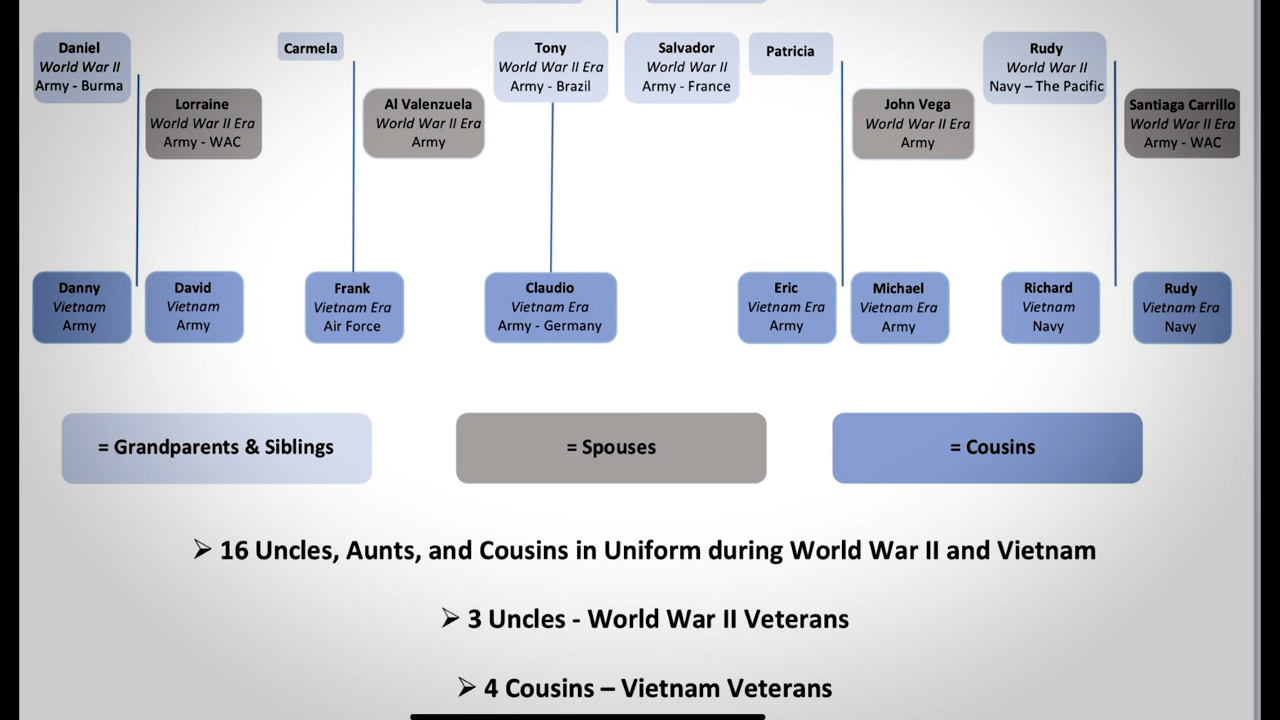 Daniel
World War II
Army - Burma
Lorraine
World War II Era
Army - WAC
Carmela
Al Valenzuela
World War II Era
Army
Tony
World War II Era
Army - Brazil
Salvador
World War II
Army - France
Patricia
John Vega
World War II Era
Army
Rudy
World War II
Navy – The Pacific
Santiaga Carrillo
World War II Era
Army - WAC
Danny
Vietnam
Army
David
Vietnam
Army
Frank
Vietnam Era
Air Force
Claudio
Vietnam Era
Army - Germany
Eric
Vietnam Era
Army
Michael
Vietnam Era
Army
Richard
Vietnam
Navy
Rudy
Vietnam Era
Navy
= Grandparents & Siblings
= Spouses
= Cousins
➢ 16 Uncles, Aunts, and Cousins in Uniform during World War II and Vietnam
➢ 3 Uncles - World War II Veterans
➢ 4 Cousins – Vietnam Veterans